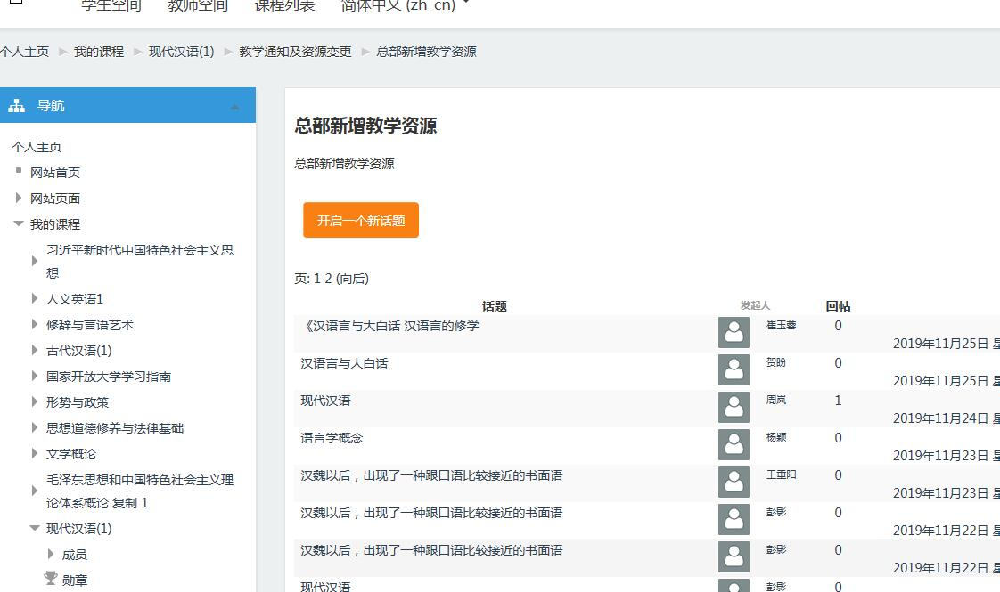 学生空间 教师空间 课程列表 简体中文 (zh_cn)
个人主页 我的课程 现代汉语(1) 教学通知及资源变更 总部新增教学资源
导航
个人主页
网站首页
网站页面
我的课程
习近平新时代中国特色社会主义思
想
人文英语1
修辞与言语艺术
古代汉语(1)
国家开放大学学习指南
形势与政策
思想道德修养与法律基础
文学概论
毛泽东思想和中国特色社会主义理
论体系概论 复制 1
现代汉语(1)
成员
勋章
总部新增教学资源
总部新增教学资源
开启一个新话题
页: 1 2 (向后)
话题 发起人 回帖
《汉语言与大白话 汉语言的修学 崔玉蓉 0
2019年11月25日 星
汉语言与大白话 贺盼 0
2019年11月25日 星
现代汉语 周岚 1
2019年11月24日 星
语言学概念 杨颖 0
2019年11月23日 星
汉魏以后，出现了一种跟口语比较接近的书面语 王重阳 0
2019年11月23日 星
汉魏以后，出现了一种跟口语比较接近的书面语 彭影 0
2019年11月22日 星
汉魏以后，出现了一种跟口语比较接近的书面语 彭影 0
2019年11月22日 星
现代汉语 彭影 0